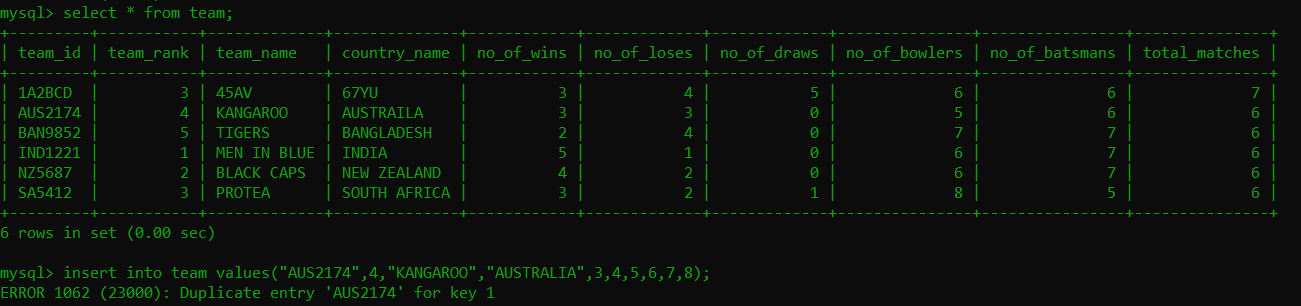 mysql> select * from team;
+---------+-----------+-------------+--------------+------------+-------------+-------------+---------------+-----------------+---------------+
| team_id | team_rank | team_name   | country_name | no_of_wins | no_of_loses | no_of_draws | no_of_bowlers | no_of_batsmans | total_matches |
+---------+-----------+-------------+--------------+------------+-------------+-------------+---------------+-----------------+---------------+
| 1A2BCD  |         3 | 45AV        | 67YU         |          3 |           4 |           5 |             6 |              6 |             7 |
| AUS2174 |         4 | KANGAROO    | AUSTRAILA    |          3 |           3 |           0 |             5 |              6 |             6 |
| BAN9852 |         5 | TIGERS      | BANGLADESH   |          2 |           4 |           0 |             7 |              7 |             6 |
| IND1221 |         1 | MEN IN BLUE | INDIA        |          5 |           1 |           0 |             6 |              7 |             6 |
| NZ5687  |         2 | BLACK CAPS  | NEW ZEALAND  |          4 |           2 |           0 |             6 |              7 |             6 |
| SA5412  |         3 | PROTEA      | SOUTH AFRICA |          3 |           2 |           1 |             8 |              5 |             6 |
+---------+-----------+-------------+--------------+------------+-------------+-------------+---------------+-----------------+---------------+
6 rows in set (0.00 sec)
mysql> insert into team values("AUS2174",4,"KANGAROO","AUSTRALIA",3,4,5,6,7,8);
ERROR 1062 (23000): Duplicate entry 'AUS2174' for key 1